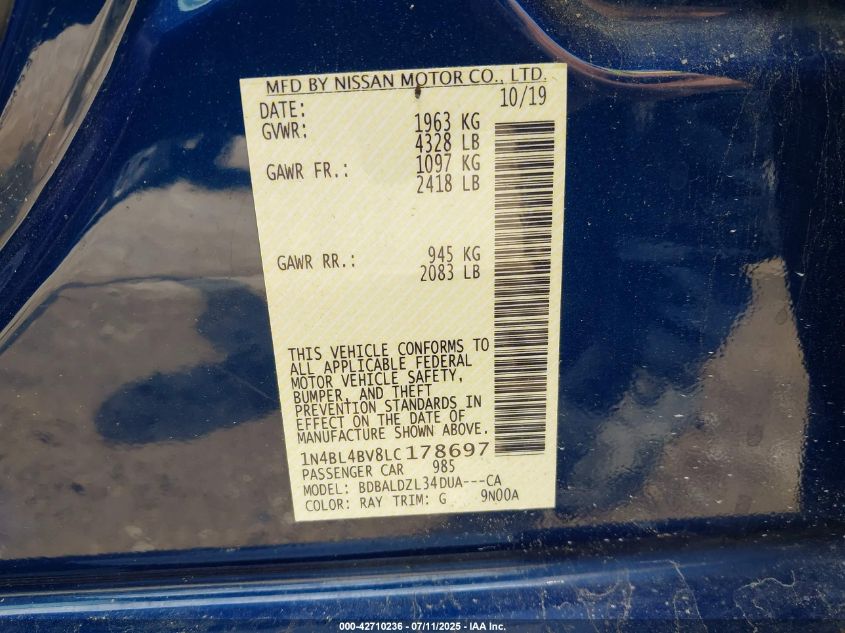 MFD BY NISSAN MOTOR CO., LTD.
DATE: 10/19
GVWR: 1963 KG
4328 LB
GAWR FR.: 1097 KG
2418 LB
GAWR RR.: 945 KG
2083 LB
THIS VEHICLE CONFORMS TO
ALL APPLICABLE FEDERAL
MOTOR VEHICLE SAFETY,
BUMPER, AND THEFT
PREVENTION STANDARDS IN
EFFECT ON THE DATE OF
MANUFACTURE SHOWN ABOVE.
1N4BL4BV8LC178697
PASSENGER CAR 985
MODEL: BDBALDZL34DUA---CA
COLOR: RAY TRIM: G 9N00A
000-42710236 - 07/11/2025 - IAA Inc.